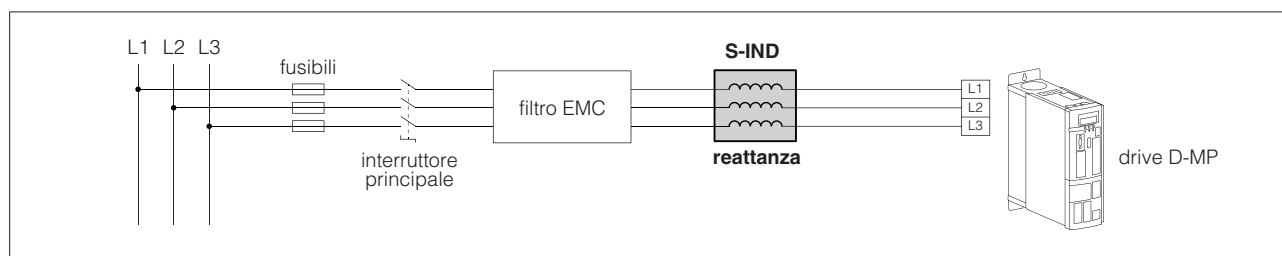 L1 L2 L3
fusibili
S-IND
filtro EMC
L1
L2
L3
interruttore
principale
reattanza
drive D-MP